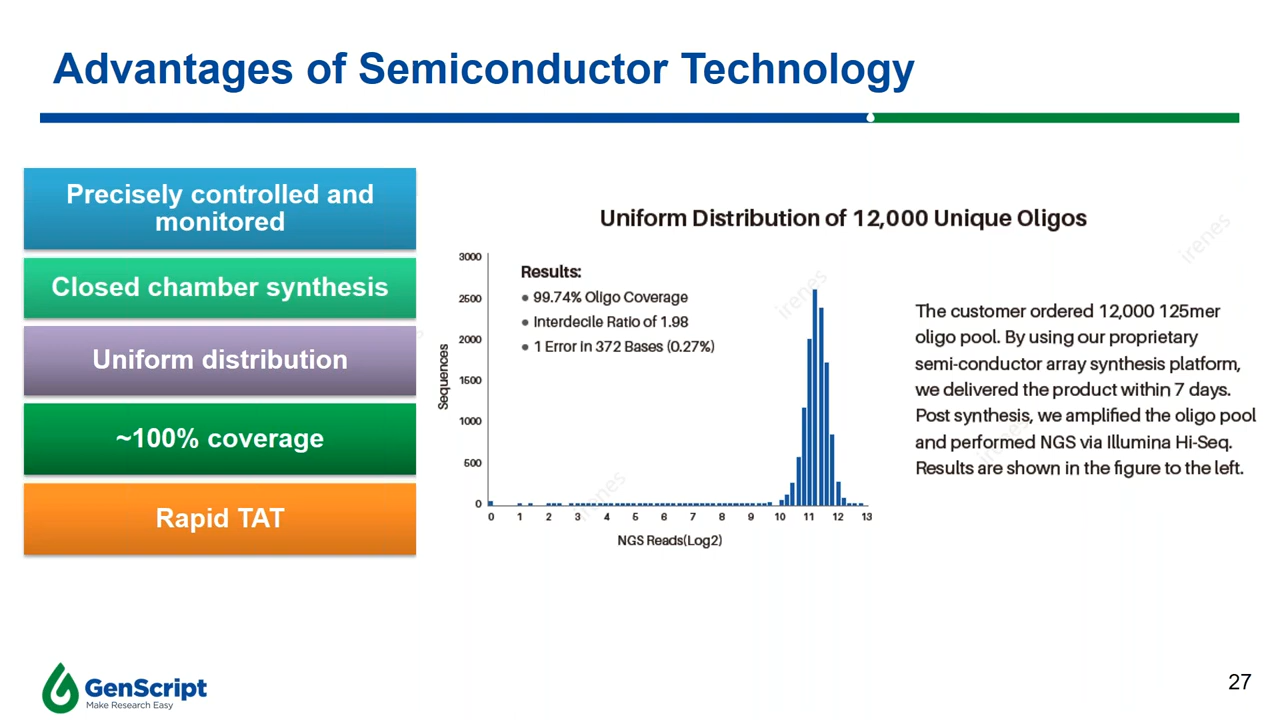 Advantages of Semiconductor Technology
Precisely controlled and
monitored
Closed chamber synthesis
Uniform distribution
~100% coverage
Rapid TAT
Uniform Distribution of 12,000 Unique Oligos
Results:
● 99.74% Oligo Coverage
● Interdecile Ratio of 1.98
● 1 Error in 372 Bases (0.27%)
Sequences
3000
2500
2000
1500
1000
500
0
0 1 2 3 4 5 6 7 8 9 10 11 12 13
NGS Reads(Log2)
The customer ordered 12,000 125mer
oligo pool. By using our proprietary
semi-conductor array synthesis platform,
we delivered the product within 7 days.
Post synthesis, we amplified the oligo pool
and performed NGS via Illumina Hi-Seq.
Results are shown in the figure to the left.
irenes
irenes
irenes
irenes
GenScript
Make Research Easy
27